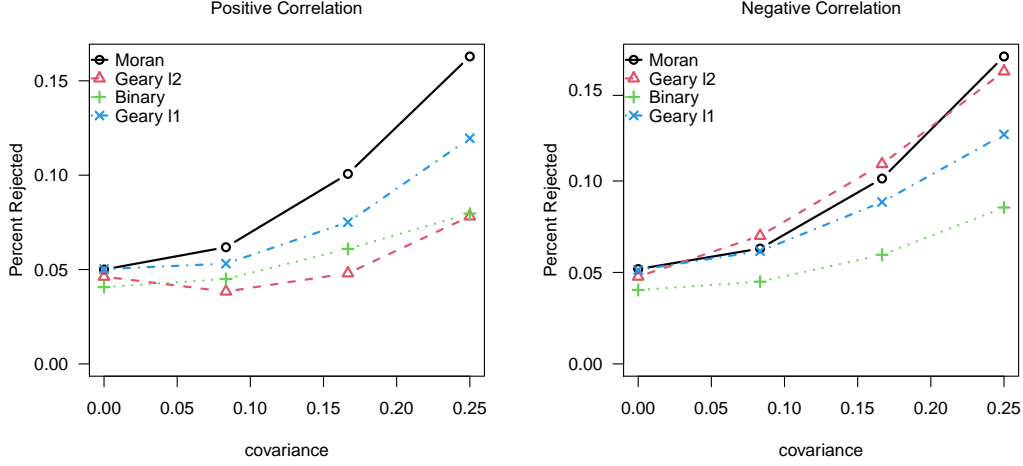 Positive Correlation
Moran
Geary l2
Binary
Geary l1
0.15
0.10
0.05
0.00
Percent Rejected
0.00 0.05 0.10 0.15 0.20 0.25
covariance
Negative Correlation
Moran
Geary l2
Binary
Geary l1
0.15
0.10
0.05
0.00
Percent Rejected
0.00 0.05 0.10 0.15 0.20 0.25
covariance